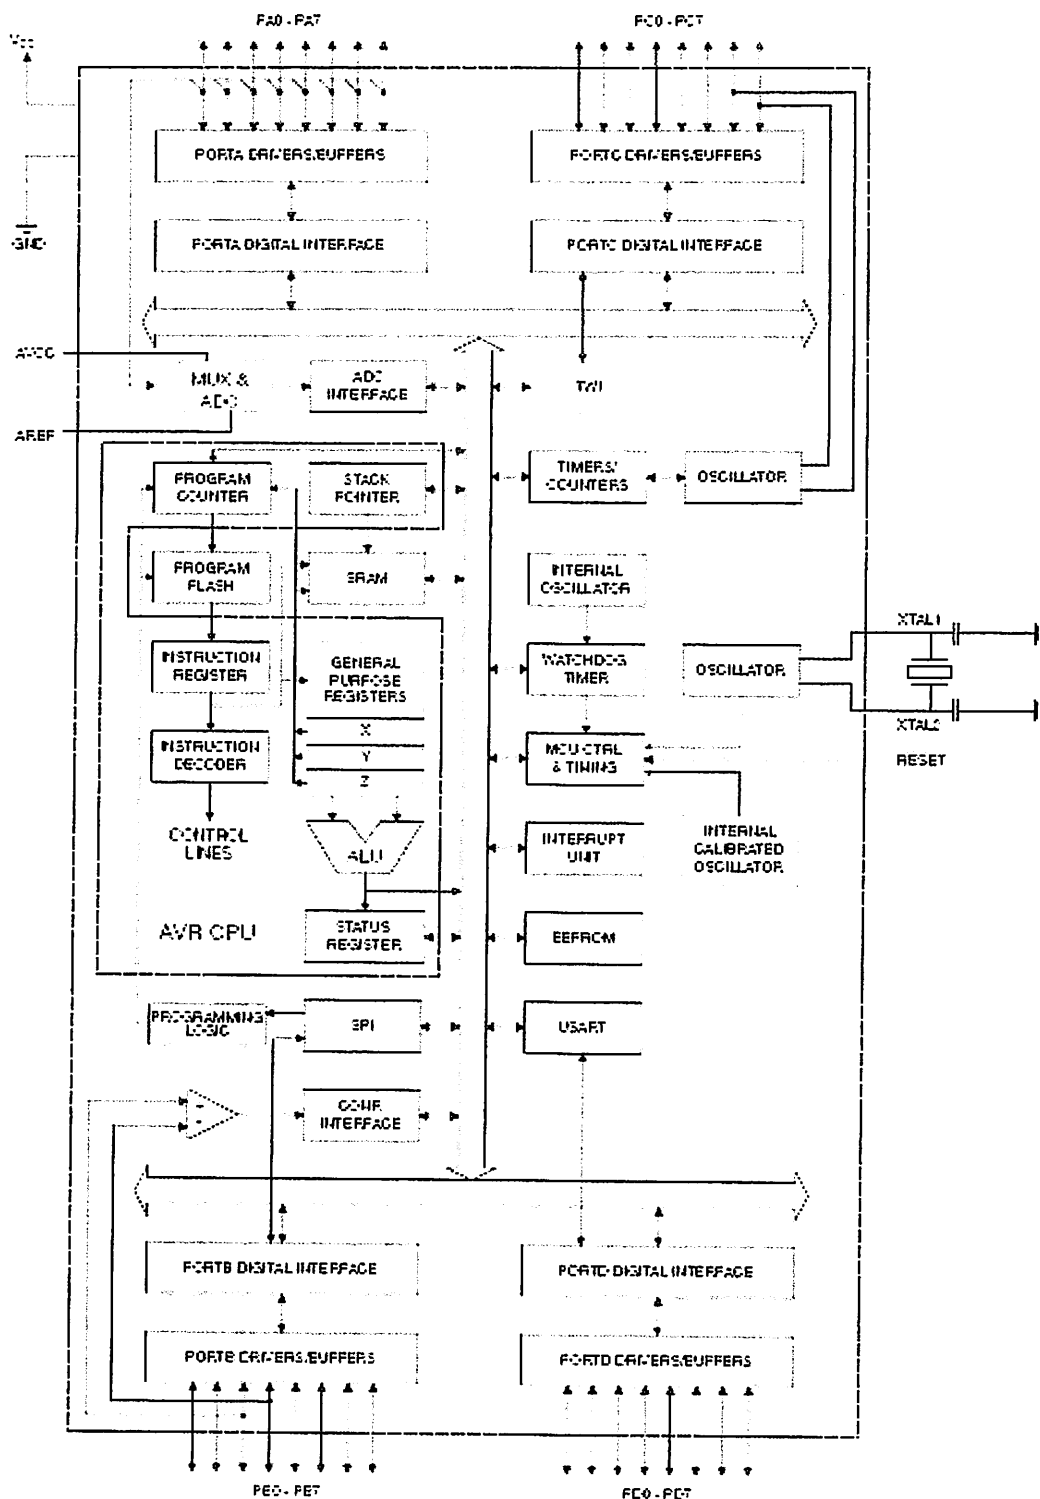 PA0 - PA7
PC0 - PC7
VCC
PORTA DRIVERS/BUFFERS
PORTC DRIVERS/BUFFERS
GND
PORTA DIGITAL INTERFACE
PORTC DIGITAL INTERFACE
AVCC
MUX &
ADC
ADC
INTERFACE
TWI
AREF
PROGRAM
COUNTER
STACK
POINTER
TIMERS/
COUNTERS
OSCILLATOR
PROGRAM
FLASH
SRAM
INTERNAL
OSCILLATOR
XTAL1
INSTRUCTION
REGISTER
GENERAL
PURPOSE
REGISTERS
WATCHDOG
TIMER
OSCILLATOR
X
XTAL2
INSTRUCTION
DECODER
Y
MCU CTRL
& TIMING
RESET
Z
CONTROL
LINES
ALU
INTERRUPT
UNIT
INTERNAL
CALIBRATED
OSCILLATOR
AVR CPU
STATUS
REGISTER
EEPROM
PROGRAMMING
LOGIC
SPI
USART
+
-
COMP.
INTERFACE
PORTB DIGITAL INTERFACE
PORTD DIGITAL INTERFACE
PORTB DRIVERS/BUFFERS
PORTD DRIVERS/BUFFERS
PB0 - PB7
PD0 - PD7